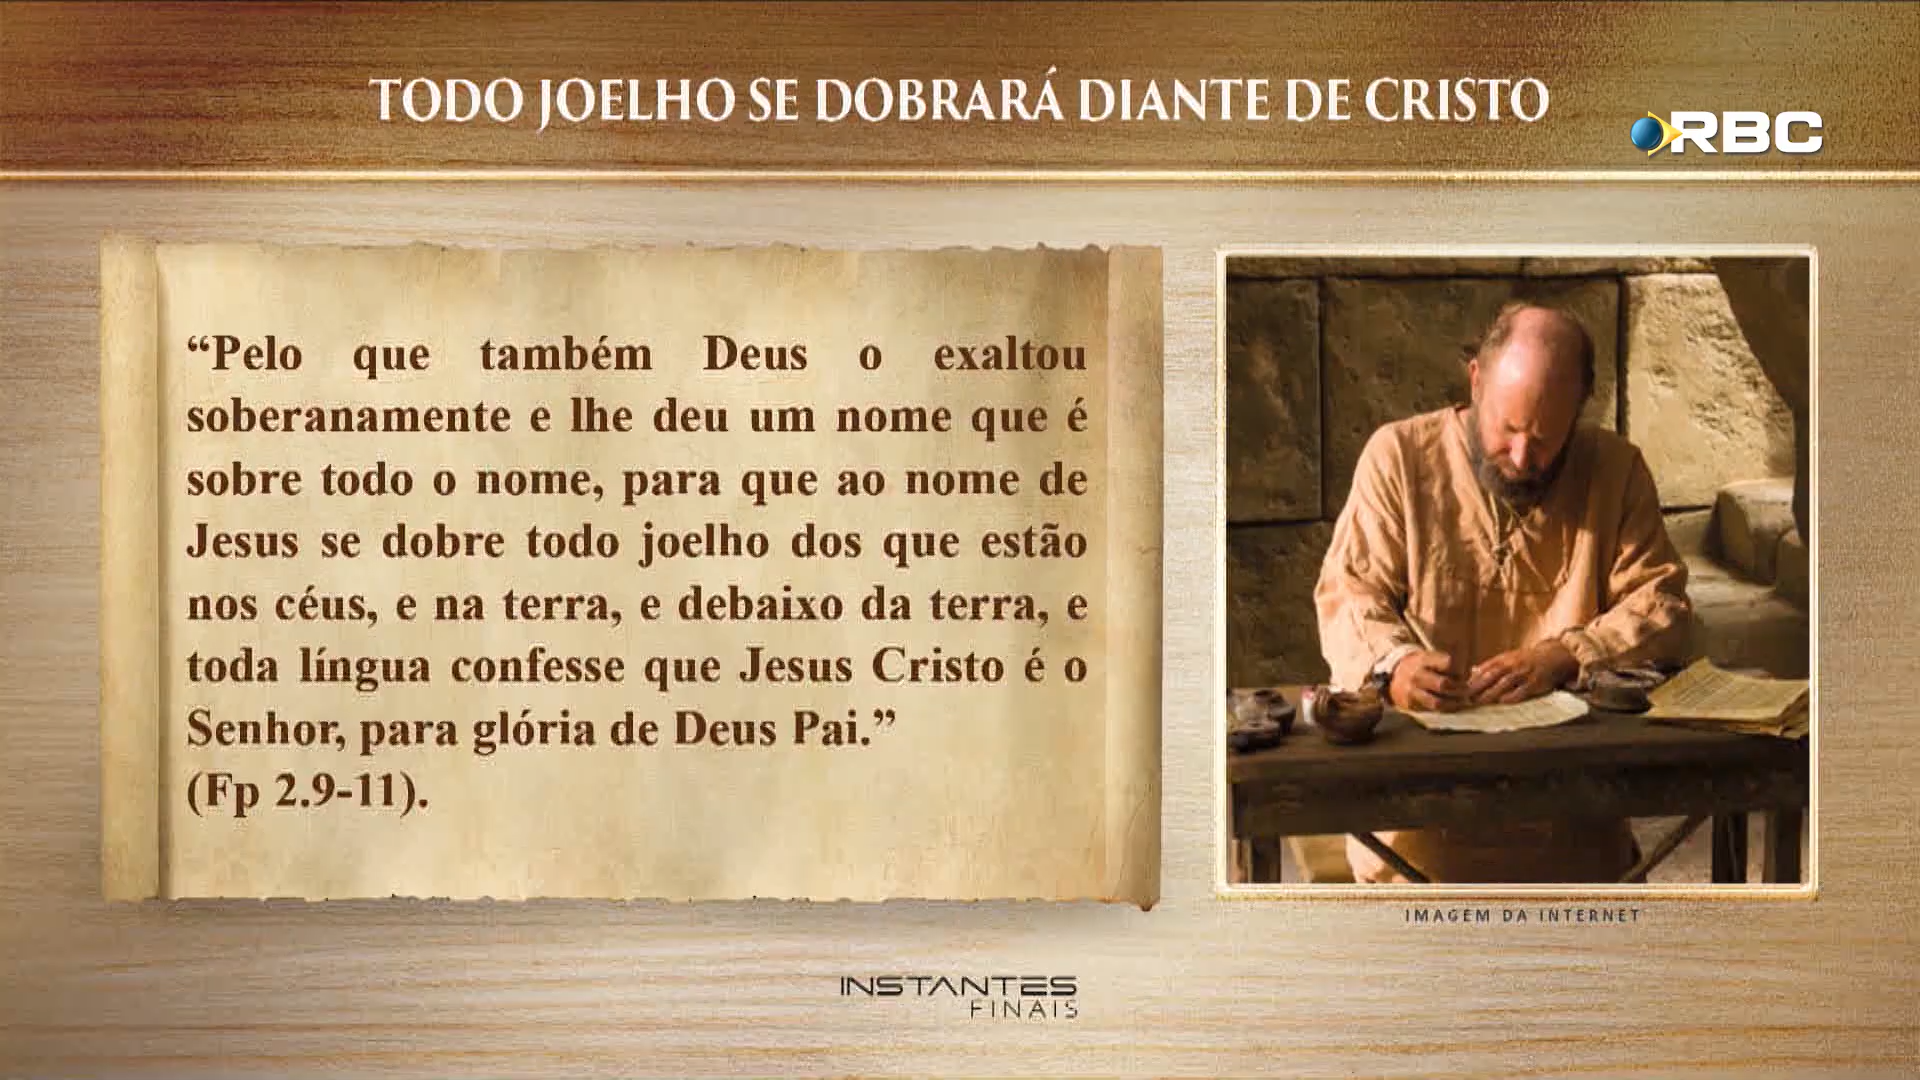 TODO JOELHO SE DOBRARÁ DIANTE DE CRISTO
RBC
“Pelo que também Deus o exaltou
soberanamente e lhe deu um nome que é
sobre todo o nome, para que ao nome de
Jesus se dobre todo joelho dos que estão
nos céus, e na terra, e debaixo da terra, e
toda língua confesse que Jesus Cristo é o
Senhor, para glória de Deus Pai.”
(Fp 2.9-11).
IMAGEM DA INTERNET
INSTANTES
FINAIS